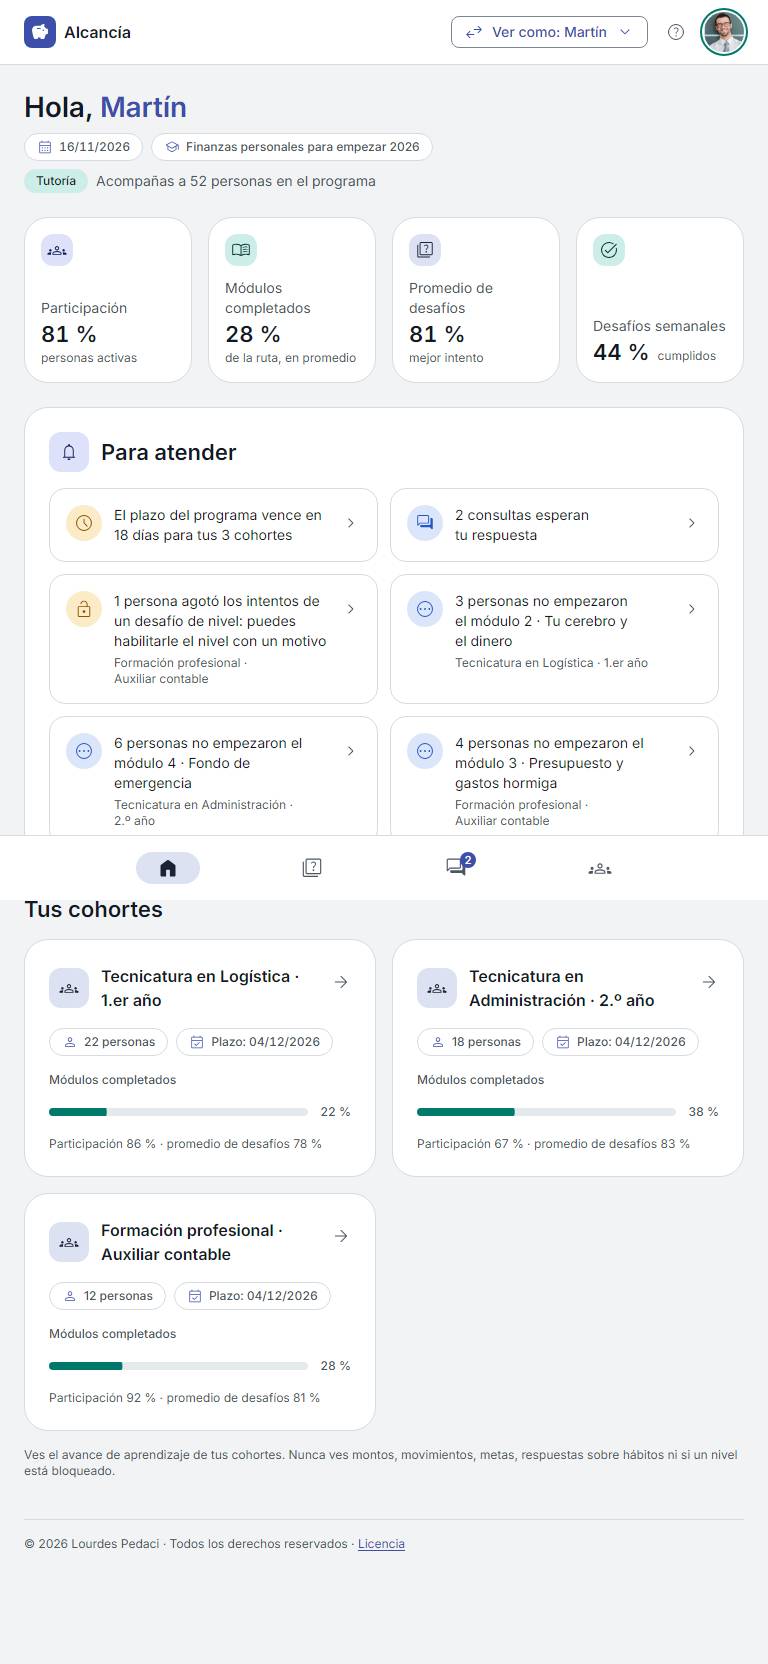 Alcancía
Ver como: Martín
Hola, Martín
16/11/2026
Finanzas personales para empezar 2026
Tutoría
Acompañas a 52 personas en el programa
Participación
81 %
personas activas
Módulos
completados
28 %
de la ruta, en promedio
Promedio de
desafíos
81 %
mejor intento
Desafíos semanales
44 % cumplidos
Para atender
El plazo del programa vence en
18 días para tus 3 cohortes
2 consultas esperan
tu respuesta
1 persona agotó los intentos de
un desafío de nivel: puedes
habilitarle el nivel con un motivo
Formación profesional ·
Auxiliar contable
3 personas no empezaron
el módulo 2 · Tu cerebro y
el dinero
Tecnicatura en Logística · 1.er año
6 personas no empezaron el
módulo 4 · Fondo de
emergencia
Tecnicatura en Administración ·
2.º año
4 personas no empezaron el
módulo 3 · Presupuesto y
gastos hormiga
Formación profesional ·
Auxiliar contable
2
Tus cohortes
Tecnicatura en Logística ·
1.er año
22 personas
Plazo: 04/12/2026
Módulos completados
22 %
Participación 86 % · promedio de desafíos 78 %
Tecnicatura en
Administración · 2.º año
18 personas
Plazo: 04/12/2026
Módulos completados
38 %
Participación 67 % · promedio de desafíos 83 %
Formación profesional ·
Auxiliar contable
12 personas
Plazo: 04/12/2026
Módulos completados
28 %
Participación 92 % · promedio de desafíos 81 %
Ves el avance de aprendizaje de tus cohortes. Nunca ves montos, movimientos, metas, respuestas sobre hábitos ni si un nivel
está bloqueado.
© 2026 Lourdes Pedaci · Todos los derechos reservados · Licencia